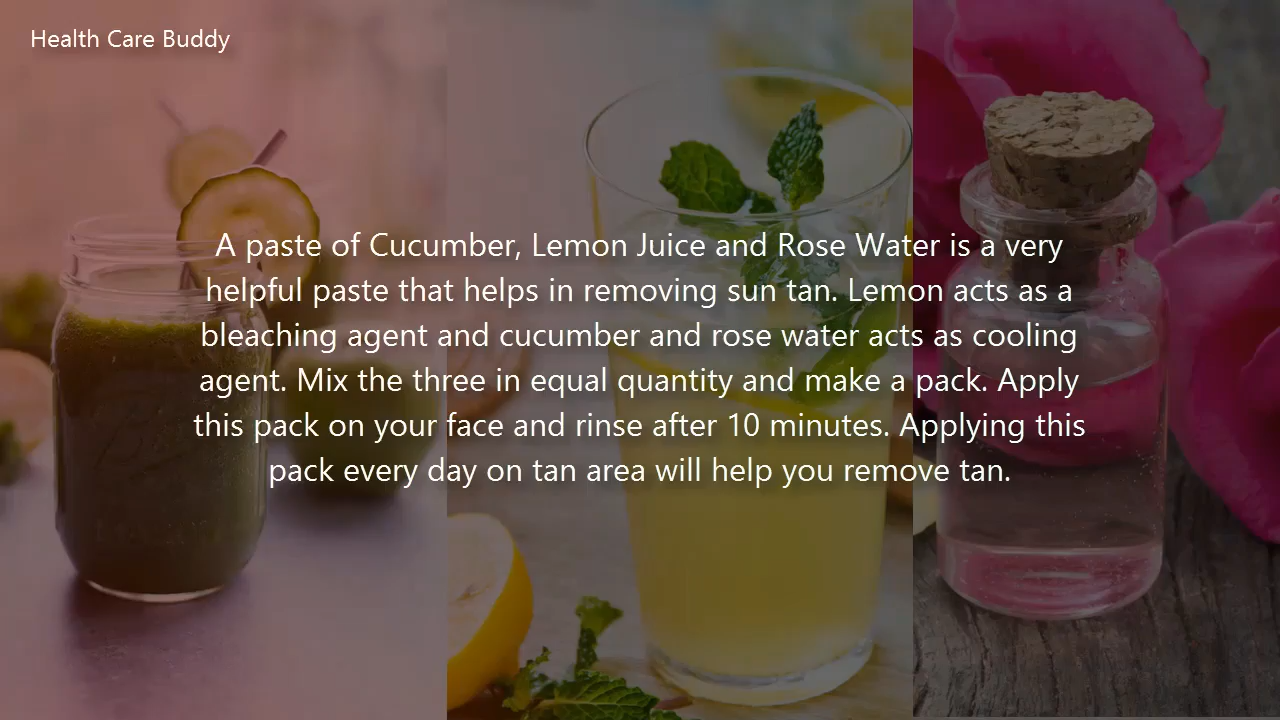 Health Care Buddy
A paste of Cucumber, Lemon Juice and Rose Water is a very
helpful paste that helps in removing sun tan. Lemon acts as a
bleaching agent and cucumber and rose water acts as cooling
agent. Mix the three in equal quantity and make a pack. Apply
this pack on your face and rinse after 10 minutes. Applying this
pack every day on tan area will help you remove tan.